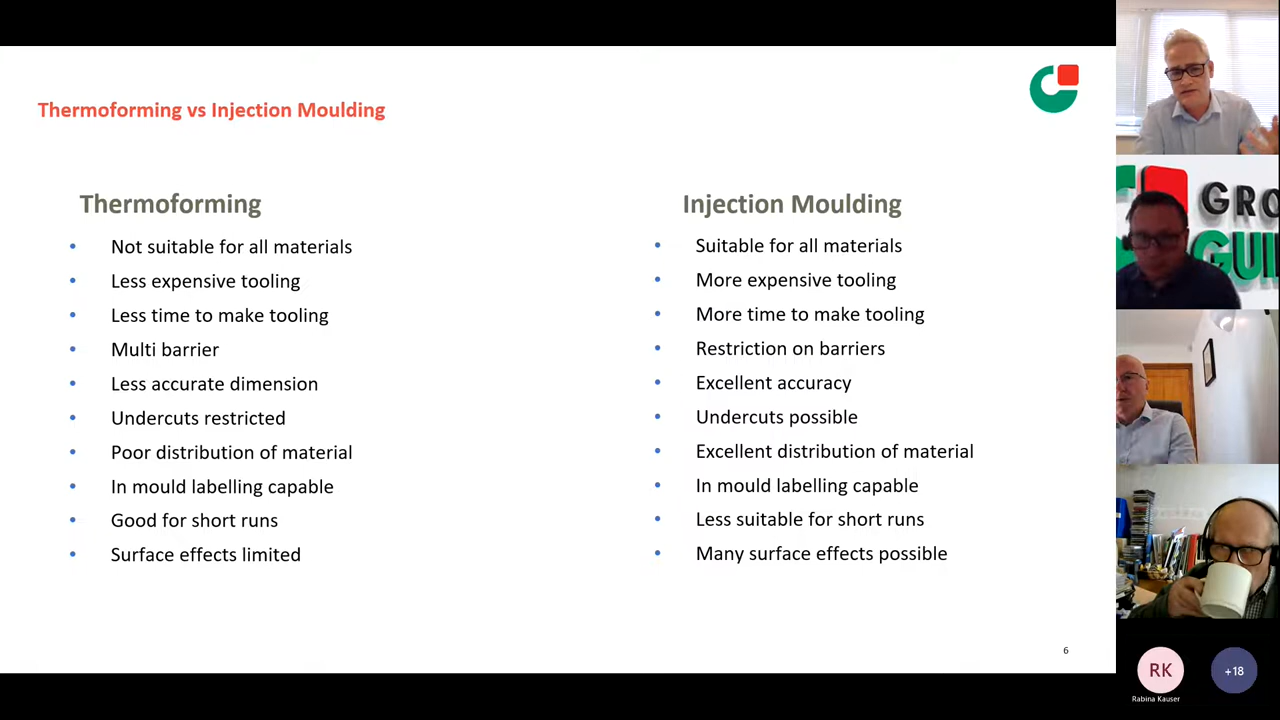 Thermoforming vs Injection Moulding
Thermoforming
Not suitable for all materials
Less expensive tooling
Less time to make tooling
Multi barrier
Less accurate dimension
Undercuts restricted
Poor distribution of material
In mould labelling capable
Good for short runs
Surface effects limited
Injection Moulding
Suitable for all materials
More expensive tooling
More time to make tooling
Restriction on barriers
Excellent accuracy
Undercuts possible
Excellent distribution of material
In mould labelling capable
Less suitable for short runs
Many surface effects possible
6
GRO
GUI
RK
Rabina Kauser
+18